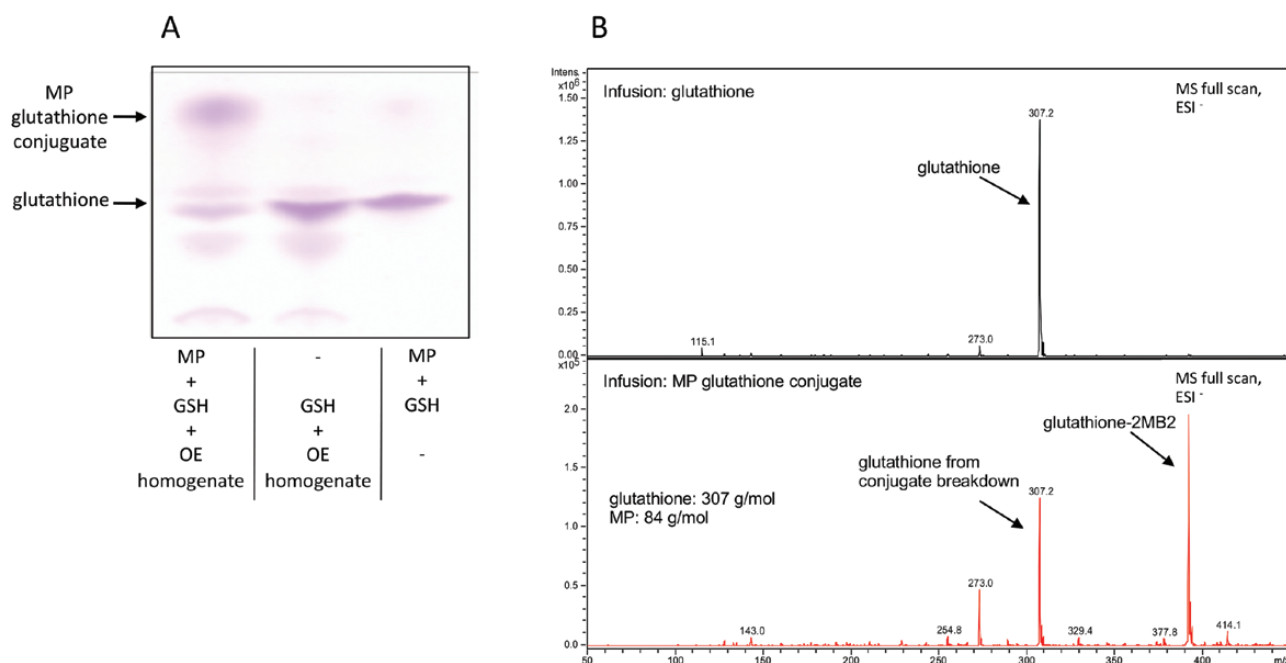 A
MP
glutathione
conjuguate
glutathione
MP
+
GSH
+
OE
homogenate
-
GSH
+
OE
homogenate
MP
+
GSH
-
B
Intens.
x10⁶
Infusion: glutathione
MS full scan,
ESI -
1.50
1.25
1.00
0.75
0.50
0.25
0.00
307.2
glutathione
115.1
273.0
x10⁵
Infusion: MP glutathione conjugate
MS full scan,
ESI -
2.0
1.5
1.0
0.5
0.0
glutathione-2MB2
glutathione from
conjugate breakdown
307.2
glutathione: 307 g/mol
MP: 84 g/mol
273.0
143.0
254.8
329.4
377.8
414.1
50 100 150 200 250 300 350 400